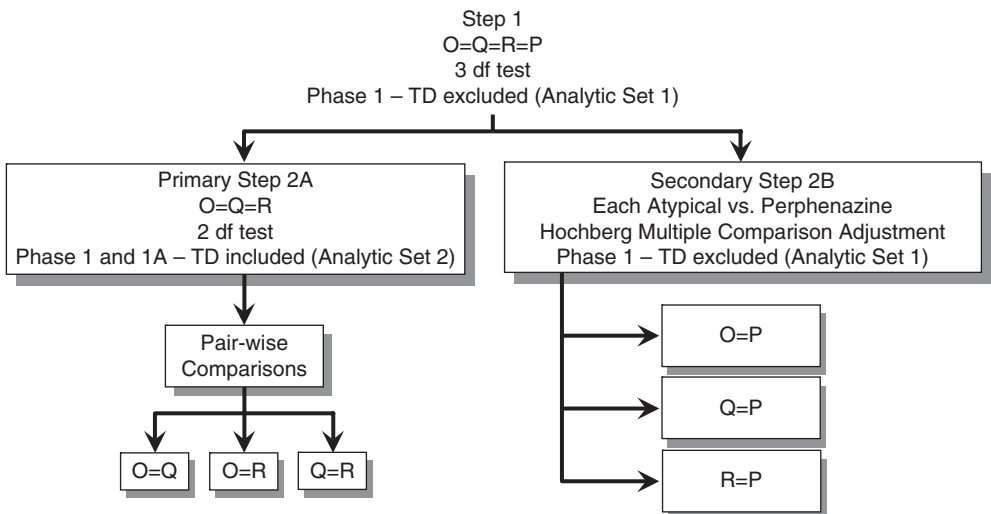 Step 1
O=Q=R=P
3 df test
Phase 1 – TD excluded (Analytic Set 1)
Primary Step 2A
O=Q=R
2 df test
Phase 1 and 1A – TD included (Analytic Set 2)
Secondary Step 2B
Each Atypical vs. Perphenazine
Hochberg Multiple Comparison Adjustment
Phase 1 – TD excluded (Analytic Set 1)
Pair-wise
Comparisons
O=Q
O=R
Q=R
O=P
Q=P
R=P